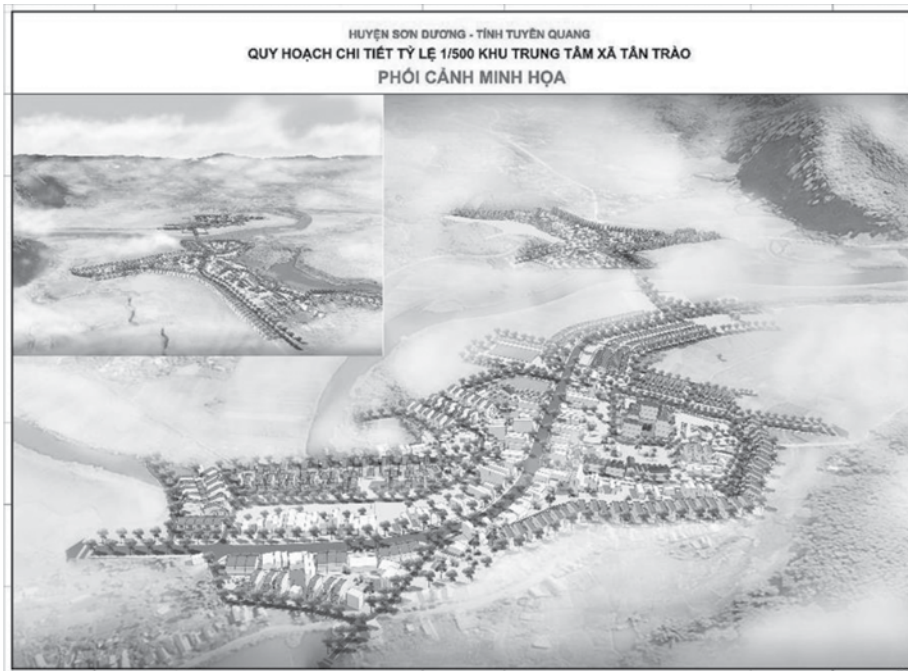 HUYỆN SƠN DƯƠNG - TỈNH TUYÊN QUANG
QUY HOẠCH CHI TIẾT TỶ LỆ 1/500 KHU TRUNG TÂM XÃ TÂN TRÀO
PHỐI CẢNH MINH HỌA